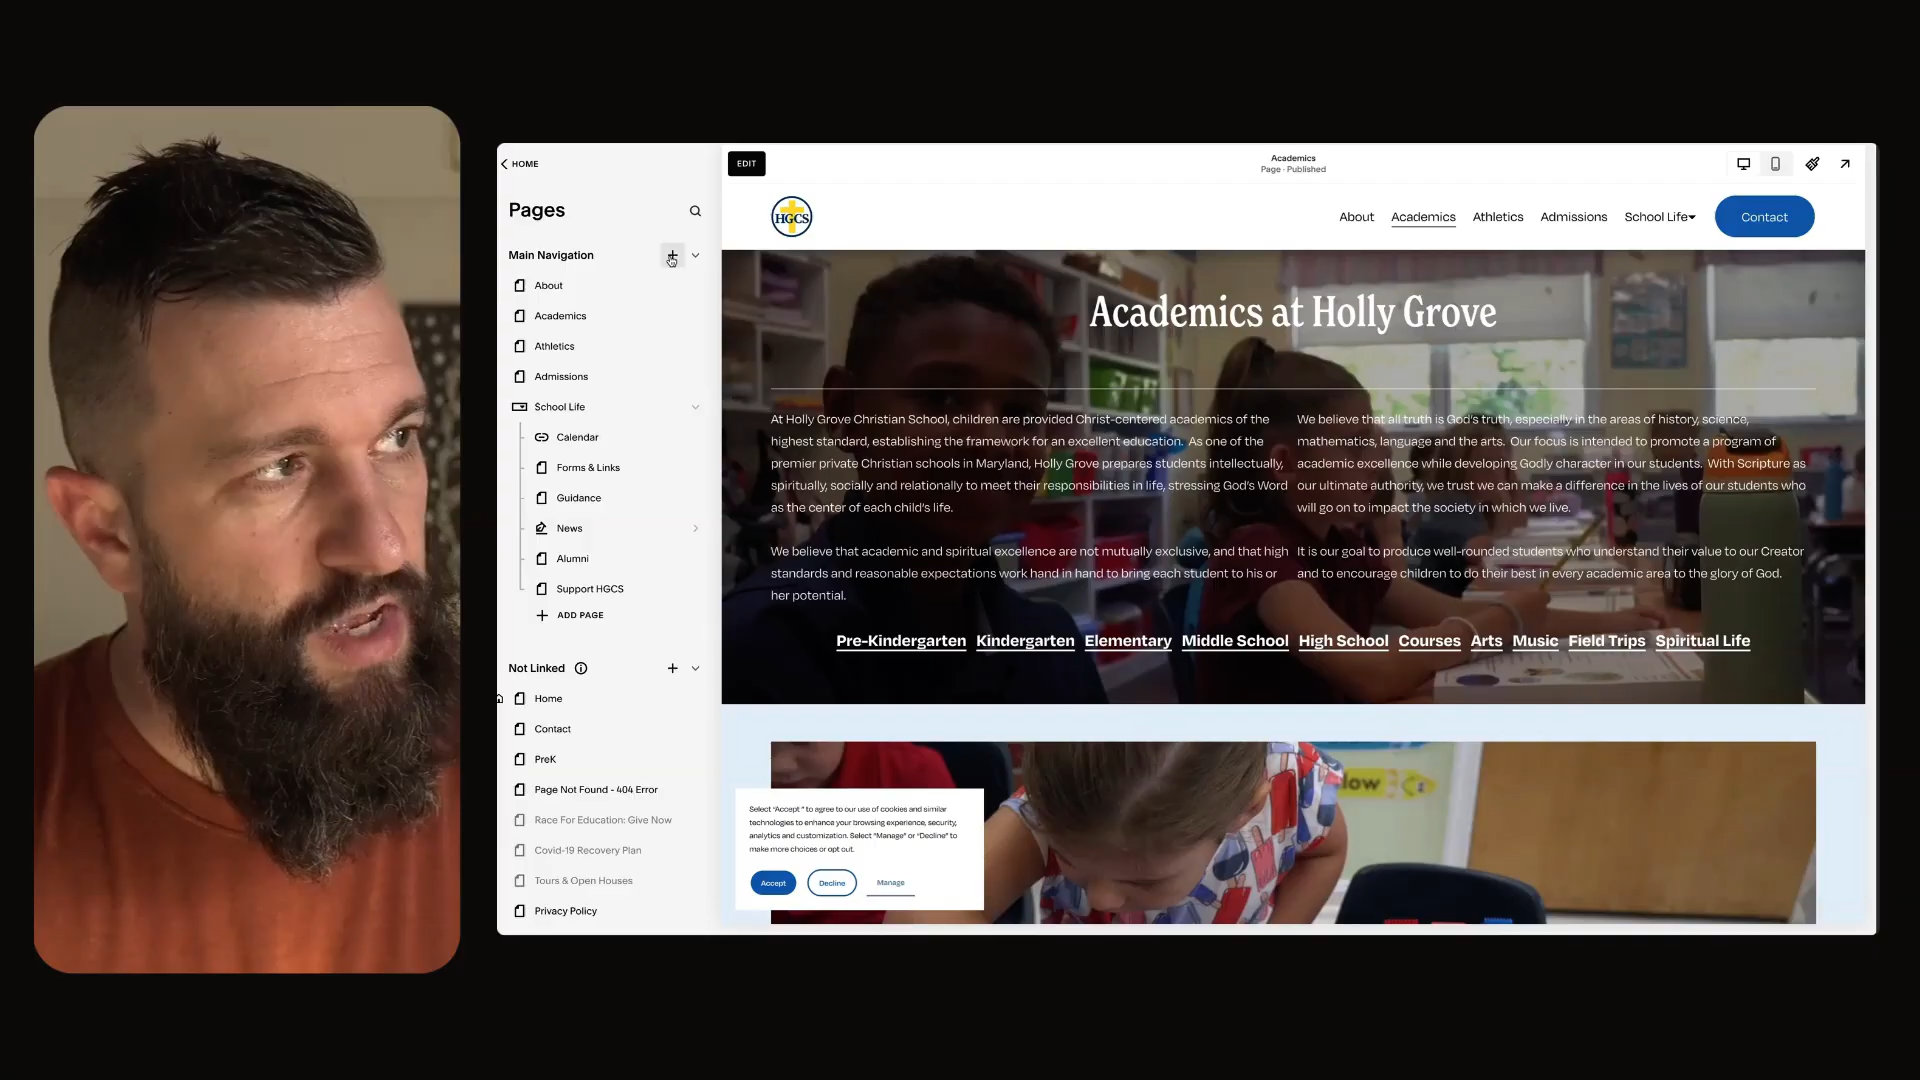 HOME
Pages
Main Navigation
About
Academics
Athletics
Admissions
School Life
Calendar
Forms & Links
Guidance
News
Alumni
Support HGCS
ADD PAGE
Not Linked
Home
Contact
PreK
Page Not Found - 404 Error
Race For Education: Give Now
Covid-19 Recovery Plan
Tours & Open Houses
Privacy Policy
EDIT
Academics
Page · Published
HGCS
About Academics Athletics Admissions School Life Contact
Academics at Holly Grove
At Holly Grove Christian School, children are provided Christ-centered academics of the
highest standard, establishing the framework for an excellent education. As one of the
premier private Christian schools in Maryland, Holly Grove prepares students intellectually,
spiritually, socially and relationally to meet their responsibilities in life, stressing God's Word
as the center of each child's life.
We believe that academic and spiritual excellence are not mutually exclusive, and that high
standards and reasonable expectations work hand in hand to bring each student to his or
her potential.
We believe that all truth is God's truth, especially in the areas of history, science,
mathematics, language and the arts. Our focus is intended to promote a program of
academic excellence while developing Godly character in our students. With Scripture as
our ultimate authority, we trust we can make a difference in the lives of our students who
will go on to impact the society in which we live.
It is our goal to produce well-rounded students who understand their value to our Creator
and to encourage children to do their best in every academic area to the glory of God.
Pre-Kindergarten Kindergarten Elementary Middle School High School Courses Arts Music Field Trips Spiritual Life
Select "Accept" to agree to our use of cookies and similar
technologies to enhance your browsing experience, security,
analytics and customization. Select "Manage" or "Decline" to
make more choices or opt out.
Accept Decline Manage